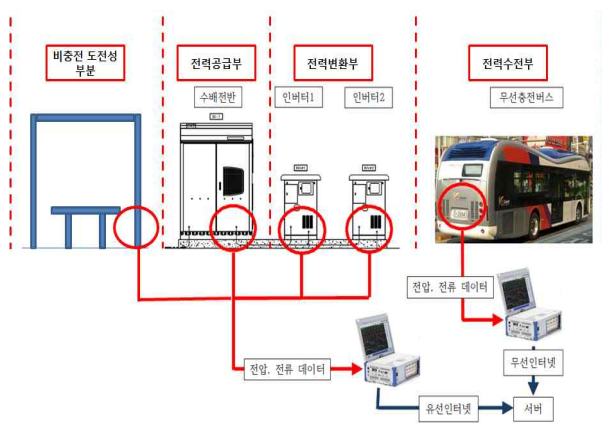 비충전 도전성
부분
전력공급부
전력변환부
전력수전부
수배전반
인버터1
인버터2
무선충전버스
전압, 전류 데이터
전압, 전류 데이터
무선인터넷
유선인터넷
서버